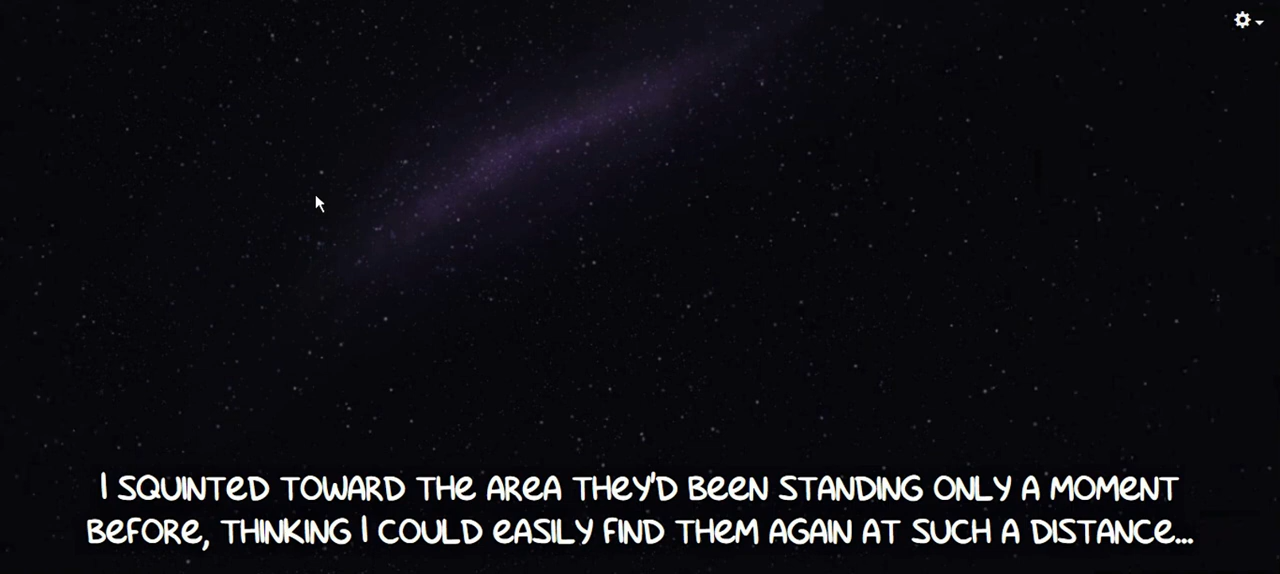 I SQUINTED TOWARD THE AREA THEY'D BEEN STANDING ONLY A MOMENT
BEFORE, THINKING I COULD EASILY FIND THEM AGAIN AT SUCH A DISTANCE...